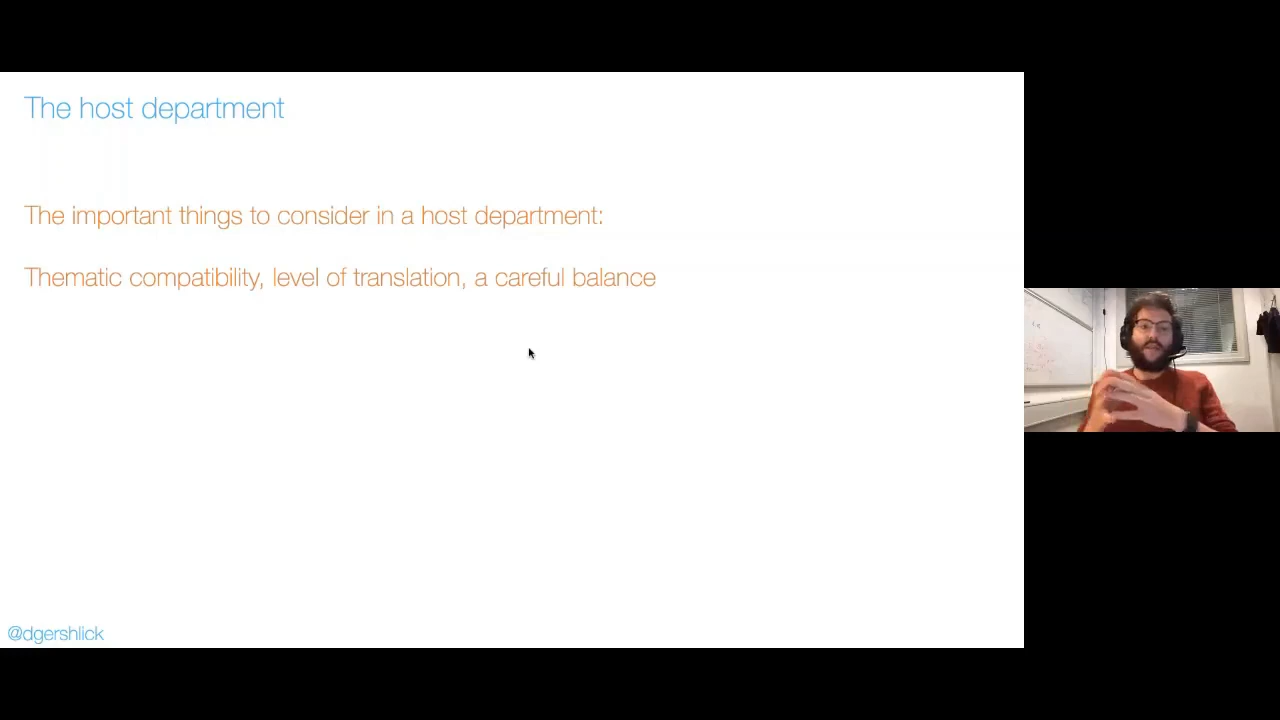 The host department
The important things to consider in a host department:
Thematic compatibility, level of translation, a careful balance
@dgershlick